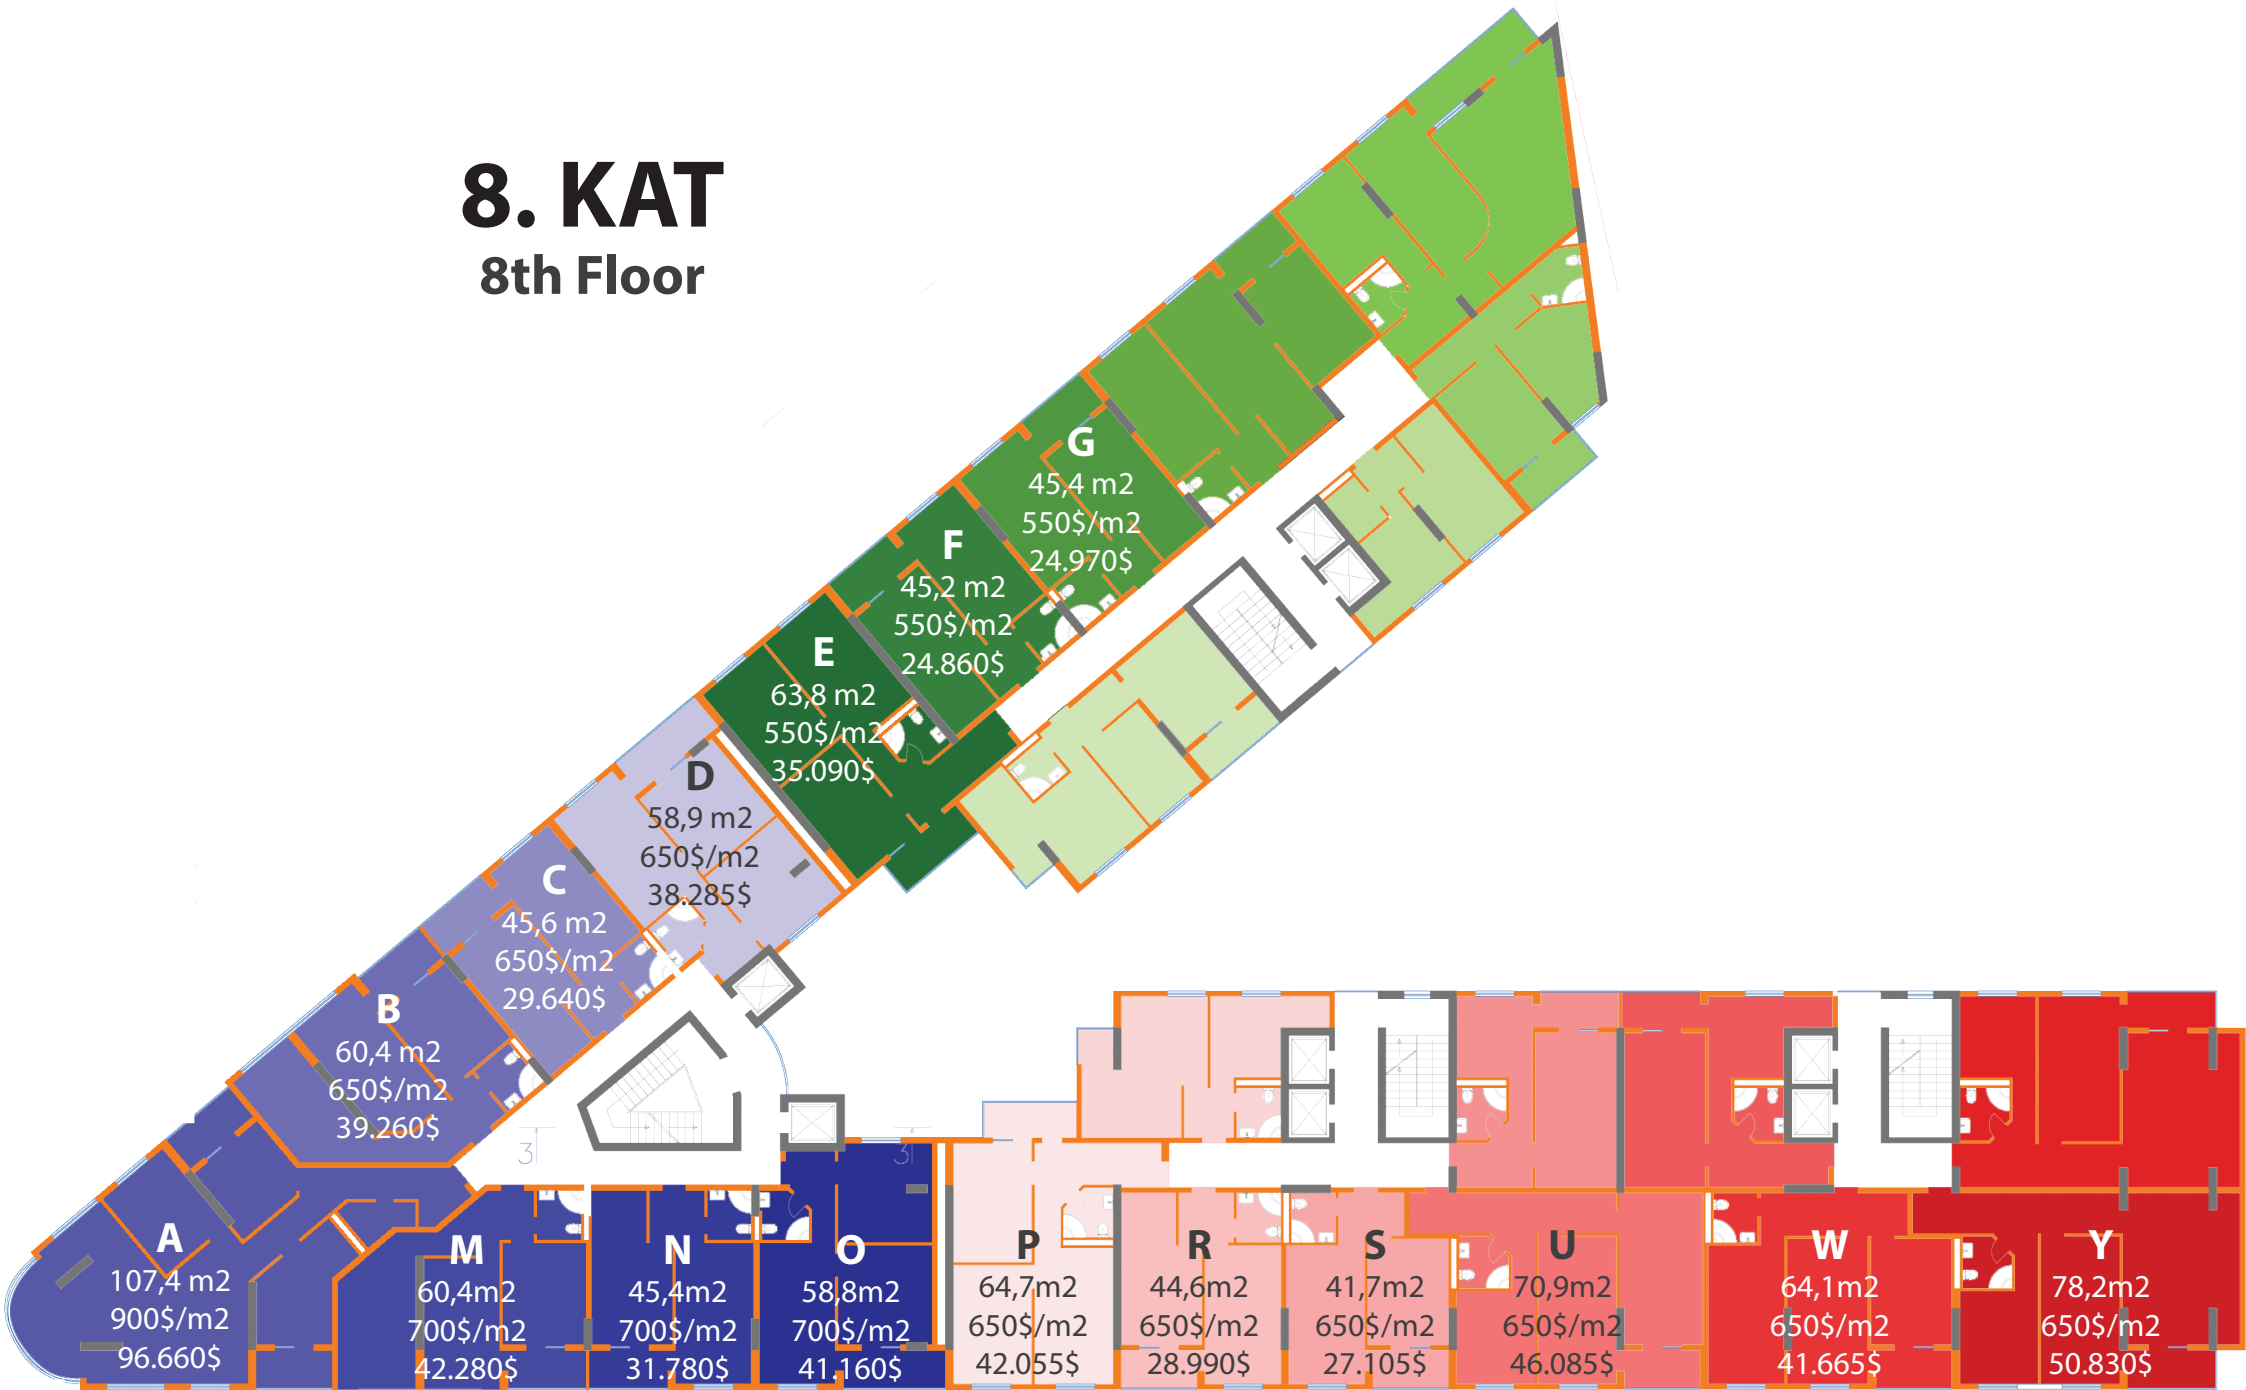 8. KAT
8th Floor
G
45,4 m2
550$/m2
24.970$
F
45,2 m2
550$/m2
24.860$
E
63,8 m2
550$/m2
35.090$
D
58,9 m2
650$/m2
38.285$
C
45,6 m2
650$/m2
29.640$
B
60,4 m2
650$/m2
39.260$
A
107,4 m2
900$/m2
96.660$
3
3
M
60,4m2
700$/m2
42.280$
N
45,4m2
700$/m2
31.780$
O
58,8m2
700$/m2
41.160$
P
64,7m2
650$/m2
42.055$
R
44,6m2
650$/m2
28.990$
S
41,7m2
650$/m2
27.105$
U
70,9m2
650$/m2
46.085$
W
64,1m2
650$/m2
41.665$
Y
78,2m2
650$/m2
50.830$